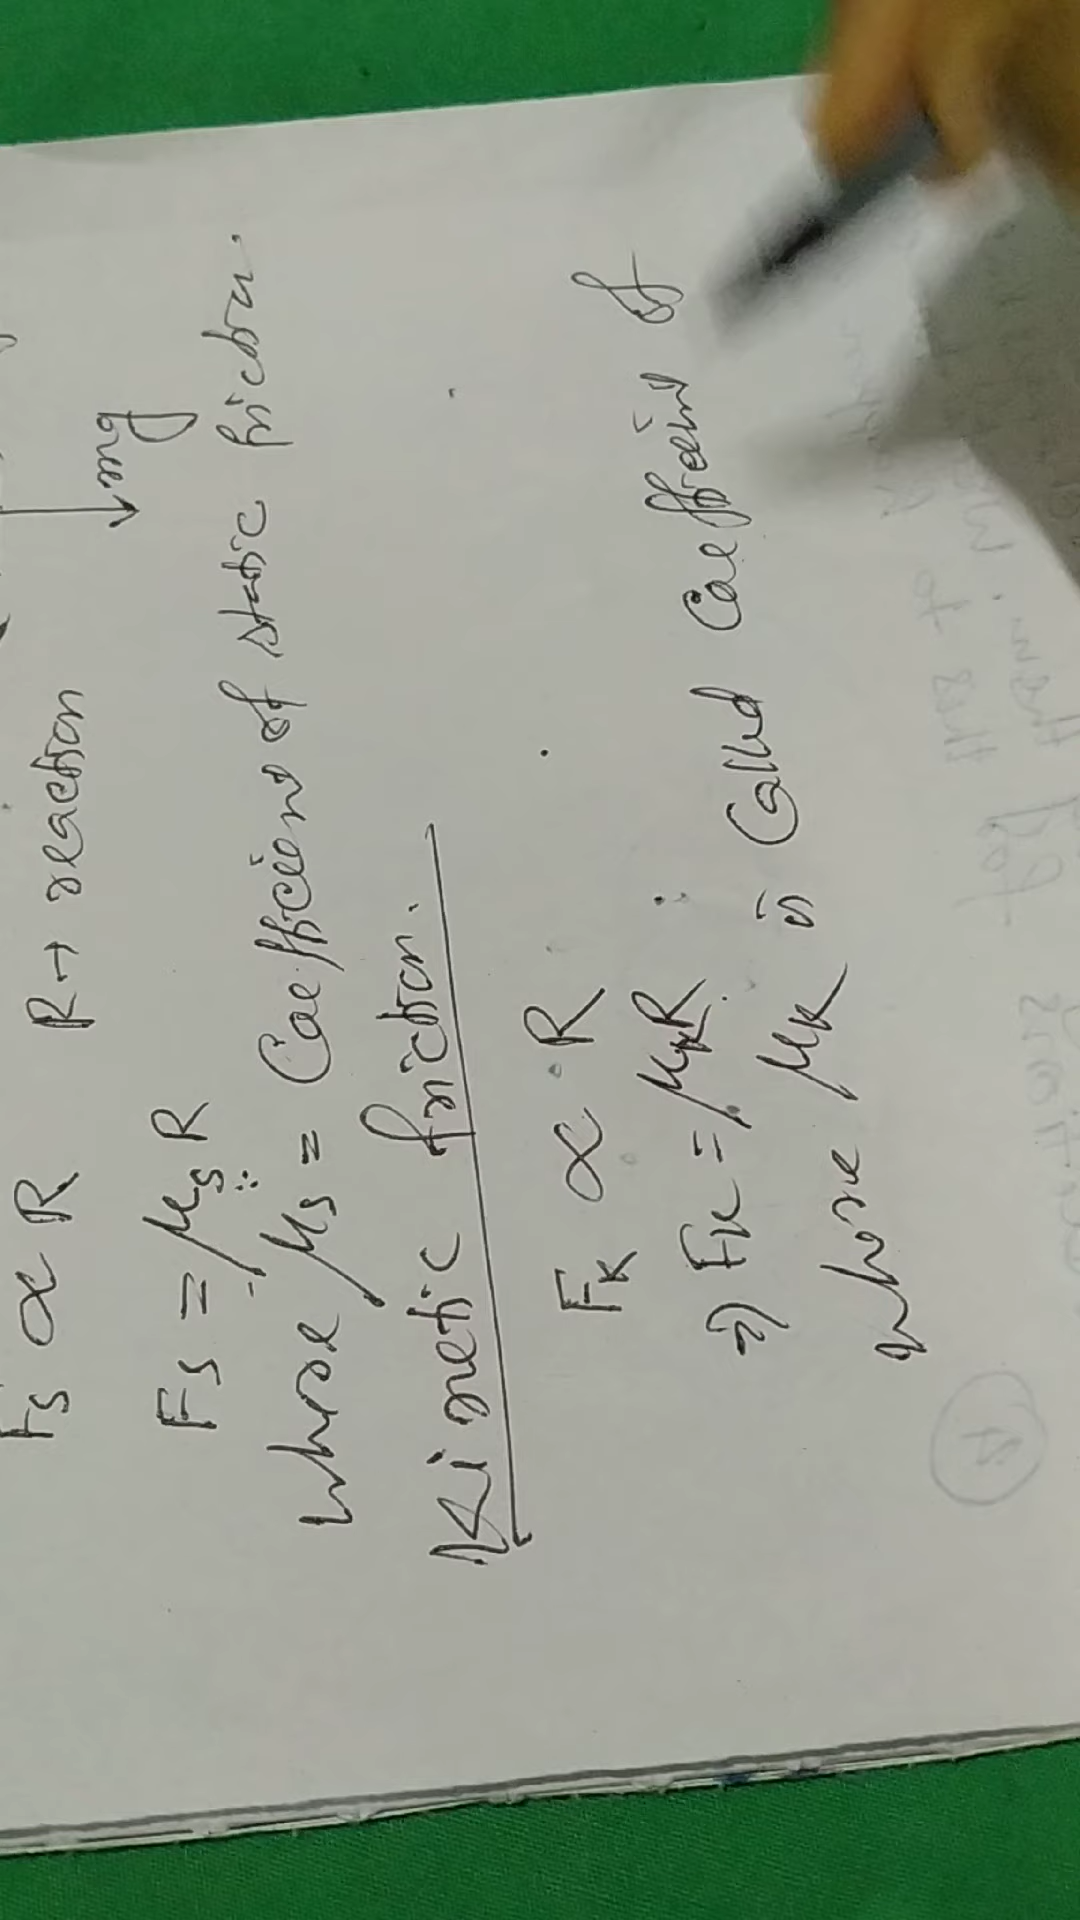 ↓mg
Fs ∝ R R → reaction
Fs = μs R
where μs = Coefficient of static friction.
Kinetic friction.
FK ∝ R
⇒ FK = μK R
where μK is Called Coefficient of